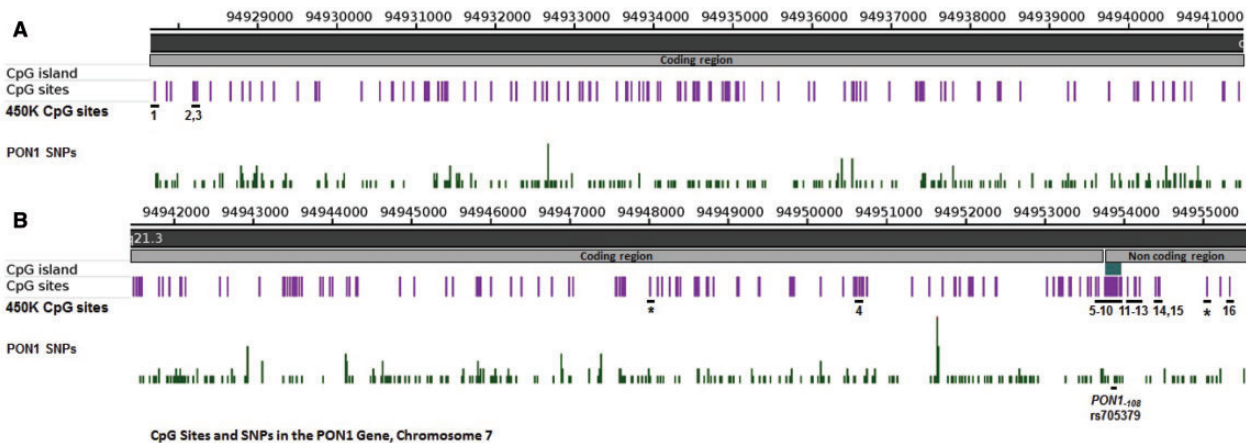 A
94929000 94930000 94931000 94932000 94933000 94934000 94935000 94936000 94937000 94938000 94939000 94940000 94941000
Coding region
CpG island
CpG sites
450K CpG sites
1 2,3
PON1 SNPs
B
94942000 94943000 94944000 94945000 94946000 94947000 94948000 94949000 94950000 94951000 94952000 94953000 94954000 94955000
q21.3
Coding region Non coding region
CpG island
CpG sites
450K CpG sites
* 4 5-10 11-13 14,15 * 16
PON1 SNPs
PON1-108
rs705379
CpG Sites and SNPs in the PON1 Gene, Chromosome 7